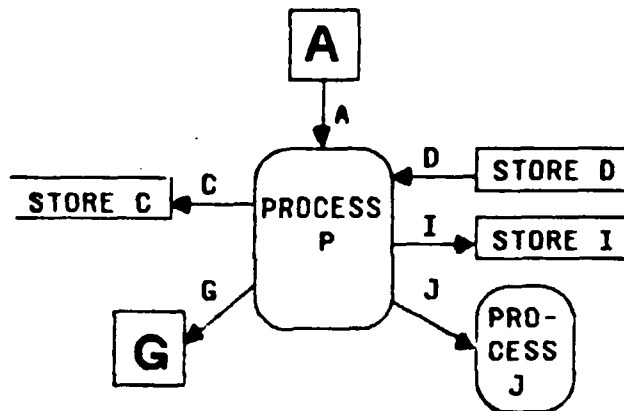 A
A
D
STORE D
C
STORE C
PROCESS
P
I
STORE I
G
J
G
PRO-
CESS
J